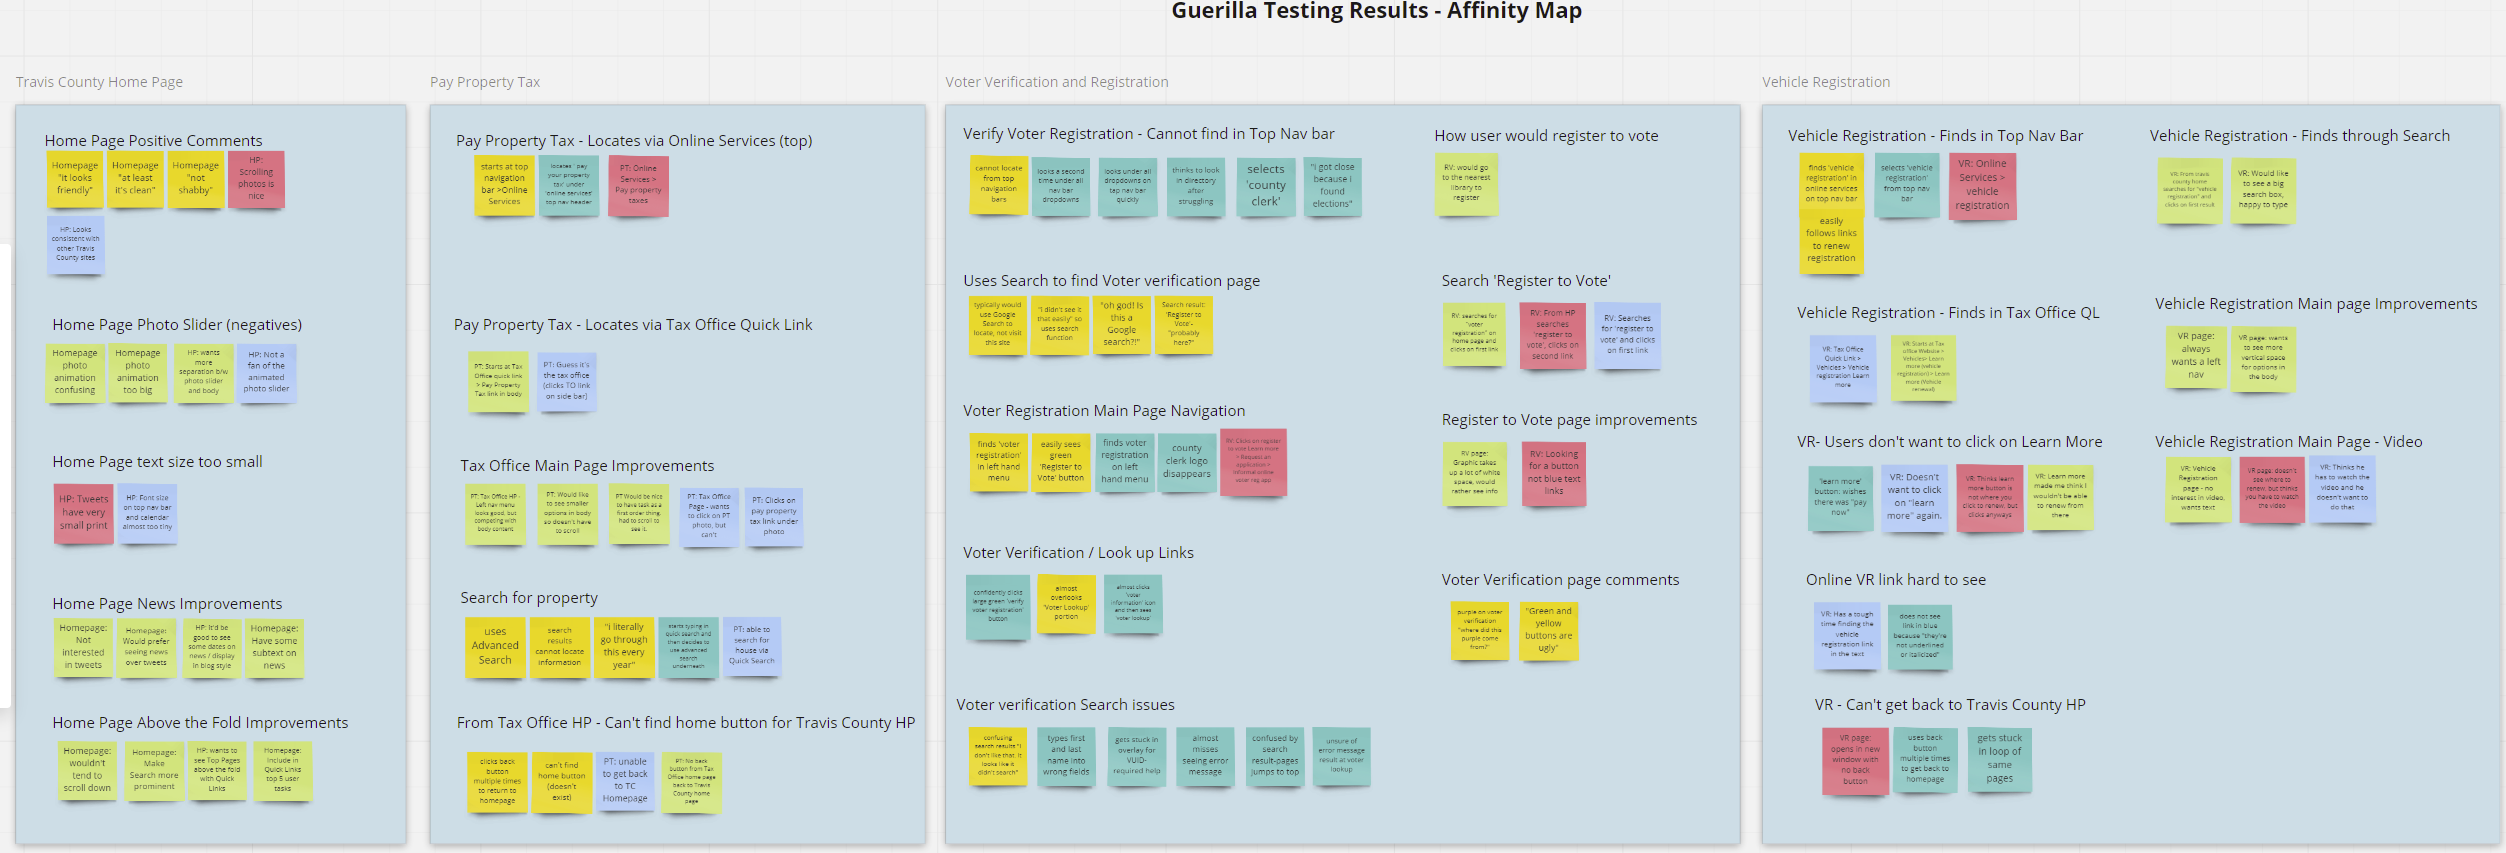 Guerilla Testing Results - Affinity Map
Travis County Home Page
Home Page Positive Comments
Homepage
"it looks
friendly"
Homepage
"at least
it's clean"
Homepage
"not
shabby"
HP:
Scrolling
photos is
nice
HP: Looks
consistent with
other Travis
County sites
Home Page Photo Slider (negatives)
Homepage
photo
animation
confusing
Homepage
photo
animation
too big
HP: wants
more
separation b/w
photo slider
and body
HP: Not a
fan of the
animated
photo slider
Home Page text size too small
HP: Tweets
have very
small print
HP: Font size
on top nav bar
and calendar
almost too tiny
Home Page News Improvements
Homepage:
Not
interested
in tweets
Homepage:
Would prefer
seeing news
over tweets
HP: It'd be
good to see
some dates on
news / display
in blog style
Homepage:
Have some
subtext on
news
Home Page Above the Fold Improvements
Homepage:
wouldn't
tend to
scroll down
Homepage:
Make
Search more
prominent
HP: wants to
see Top Pages
above the fold
with Quick
Links
Homepage:
Include in
Quick Links
top 5 user
tasks
Pay Property Tax
Pay Property Tax - Locates via Online Services (top)
starts at top
navigation
bar >Online
Services
locates " pay
your property
tax' under
'online services'
top nav header
PT: Online
Services >
Pay property
taxes
Pay Property Tax - Locates via Tax Office Quick Link
PT: Starts at Tax
Office quick link
> Pay Property
Tax link in body
PT: Guess it's
the tax office
(clicks TO link
on side bar)
Tax Office Main Page Improvements
PT: Tax Office HP -
Left nav menu
looks good, but
competing with
body content
PT: Would like
to see smaller
options in body
so doesn't have
to scroll
PT Would be nice
to have task as a
first order thing,
had to scroll to
see it.
PT: Tax Office
Page - wants
to click on PT
photo, but
can't
PT: Clicks on
pay property
tax link under
photo
Search for property
uses
Advanced
Search
search
results
cannot locate
information
"i literally
go through
this every
year"
starts typing in
quick search and
then decides to
use advanced
search
underneath
PT: able to
search for
house via
Quick Search
From Tax Office HP - Can't find home button for Travis County HP
clicks back
button
multiple times
to return to
homepage
can't find
home button
(doesn't
exist)
PT: unable
to get back
to TC
Homepage
PT: No back
button from Tax
Office home page
back to Travis
County home
page
Voter Verification and Registration
Verify Voter Registration - Cannot find in Top Nav bar
cannot locate
from top
navigation
bars
looks a second
time under all
nav bar
dropdowns
looks under all
dropdowns on
top nav bar
quickly
thinks to look
in directory
after
struggling
selects
'county
clerk'
"I got close
because I
found
elections"
Uses Search to find Voter verification page
typically would
use Google
Search to
locate, not visit
this site
"I didn't see it
that easily" so
uses search
function
"oh god! Is
this a
Google
search?!"
Search result:
'Register to
Vote'-
"probably
here?"
Voter Registration Main Page Navigation
finds 'voter
registration'
in left hand
menu
easily sees
green
'Register to
Vote' button
finds voter
registration
on left
hand menu
county
clerk logo
disappears
RV: Clicks on register
to vote Learn more
> Request an
application >
Informal online
voter reg app
Voter Verification / Look up Links
confidently clicks
large green 'verify
voter registration'
button
almost
overlooks
'Voter Lookup'
portion
almost clicks
'voter
information' icon
and then sees
'voter lookup'
Voter verification Search issues
confusing
search results "I
don't like that. It
looks like it
didn't search"
types first
and last
name into
wrong fields
gets stuck in
overlay for
VUID-
required help
almost
misses
seeing error
message
confused by
search
result-pages
jumps to top
unsure of
error message
result at voter
lookup
How user would register to vote
RV: would go
to the nearest
library to
register
Search 'Register to Vote'
RV: searches for
"voter
registration" on
home page and
clicks on first link
RV: From HP
searches
'register to
vote', clicks on
second link
RV: Searches
for 'register to
vote' and clicks
on first link
Register to Vote page improvements
RV page:
Graphic takes
up a lot of white
space, would
rather see info
RV: Looking
for a button
not blue text
links
Voter Verification page comments
purple on voter
verification
"where did this
purple come
from?"
"Green and
yellow
buttons are
ugly"
Vehicle Registration
Vehicle Registration - Finds in Top Nav Bar
finds 'vehicle
registration' in
online services
on top nav bar
easily
follows links
to renew
registration
selects 'vehicle
registration'
from top nav
bar
VR: Online
Services >
vehicle
registration
Vehicle Registration - Finds in Tax Office QL
VR: Tax Office
Quick Link >
Vehicles > Vehicle
registration Learn
more
VR: Starts at Tax
office Website >
Vehicles> Learn
more (vehicle
registration) > Learn
more (Vehicle
renewal)
VR- Users don't want to click on Learn More
'learn more'
button: wishes
there was "pay
now"
VR: Doesn't
want to click
on "learn
more" again.
VR: Thinks learn
more button is
not where you
click to renew, but
clicks anyways
VR: Learn more
made me think I
wouldn't be able
to renew from
there
Online VR link hard to see
VR: Has a tough
time finding the
vehicle
registration link
in the text
does not see
link in blue
because "they're
not underlined
or italicized"
VR - Can't get back to Travis County HP
VR page:
opens in new
window with
no back
button
uses back
button
multiple times
to get back to
homepage
gets stuck
in loop of
same
pages
Vehicle Registration - Finds through Search
VR: From travis
county home
searches for "vehicle
registration" and
clicks on first result
VR: Would like
to see a big
search box,
happy to type
Vehicle Registration Main page Improvements
VR page:
always
wants a left
nav
VR page: wants
to see more
vertical space
for options in
the body
Vehicle Registration Main Page - Video
VR: Vehicle
Registration
page - no
interest in video,
wants text
VR page: doesn't
see where to
renew, but thinks
you have to watch
the video
VR: Thinks he
has to watch the
video and he
doesn't want to
do that